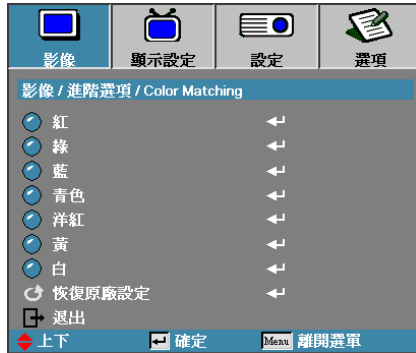 影像 顯示設定 設定 選項
影像 / 進階選項 / Color Matching
紅
綠
藍
青色
洋紅
黃
白
恢復原廠設定
退出
上下 確定 Menu 離開選單